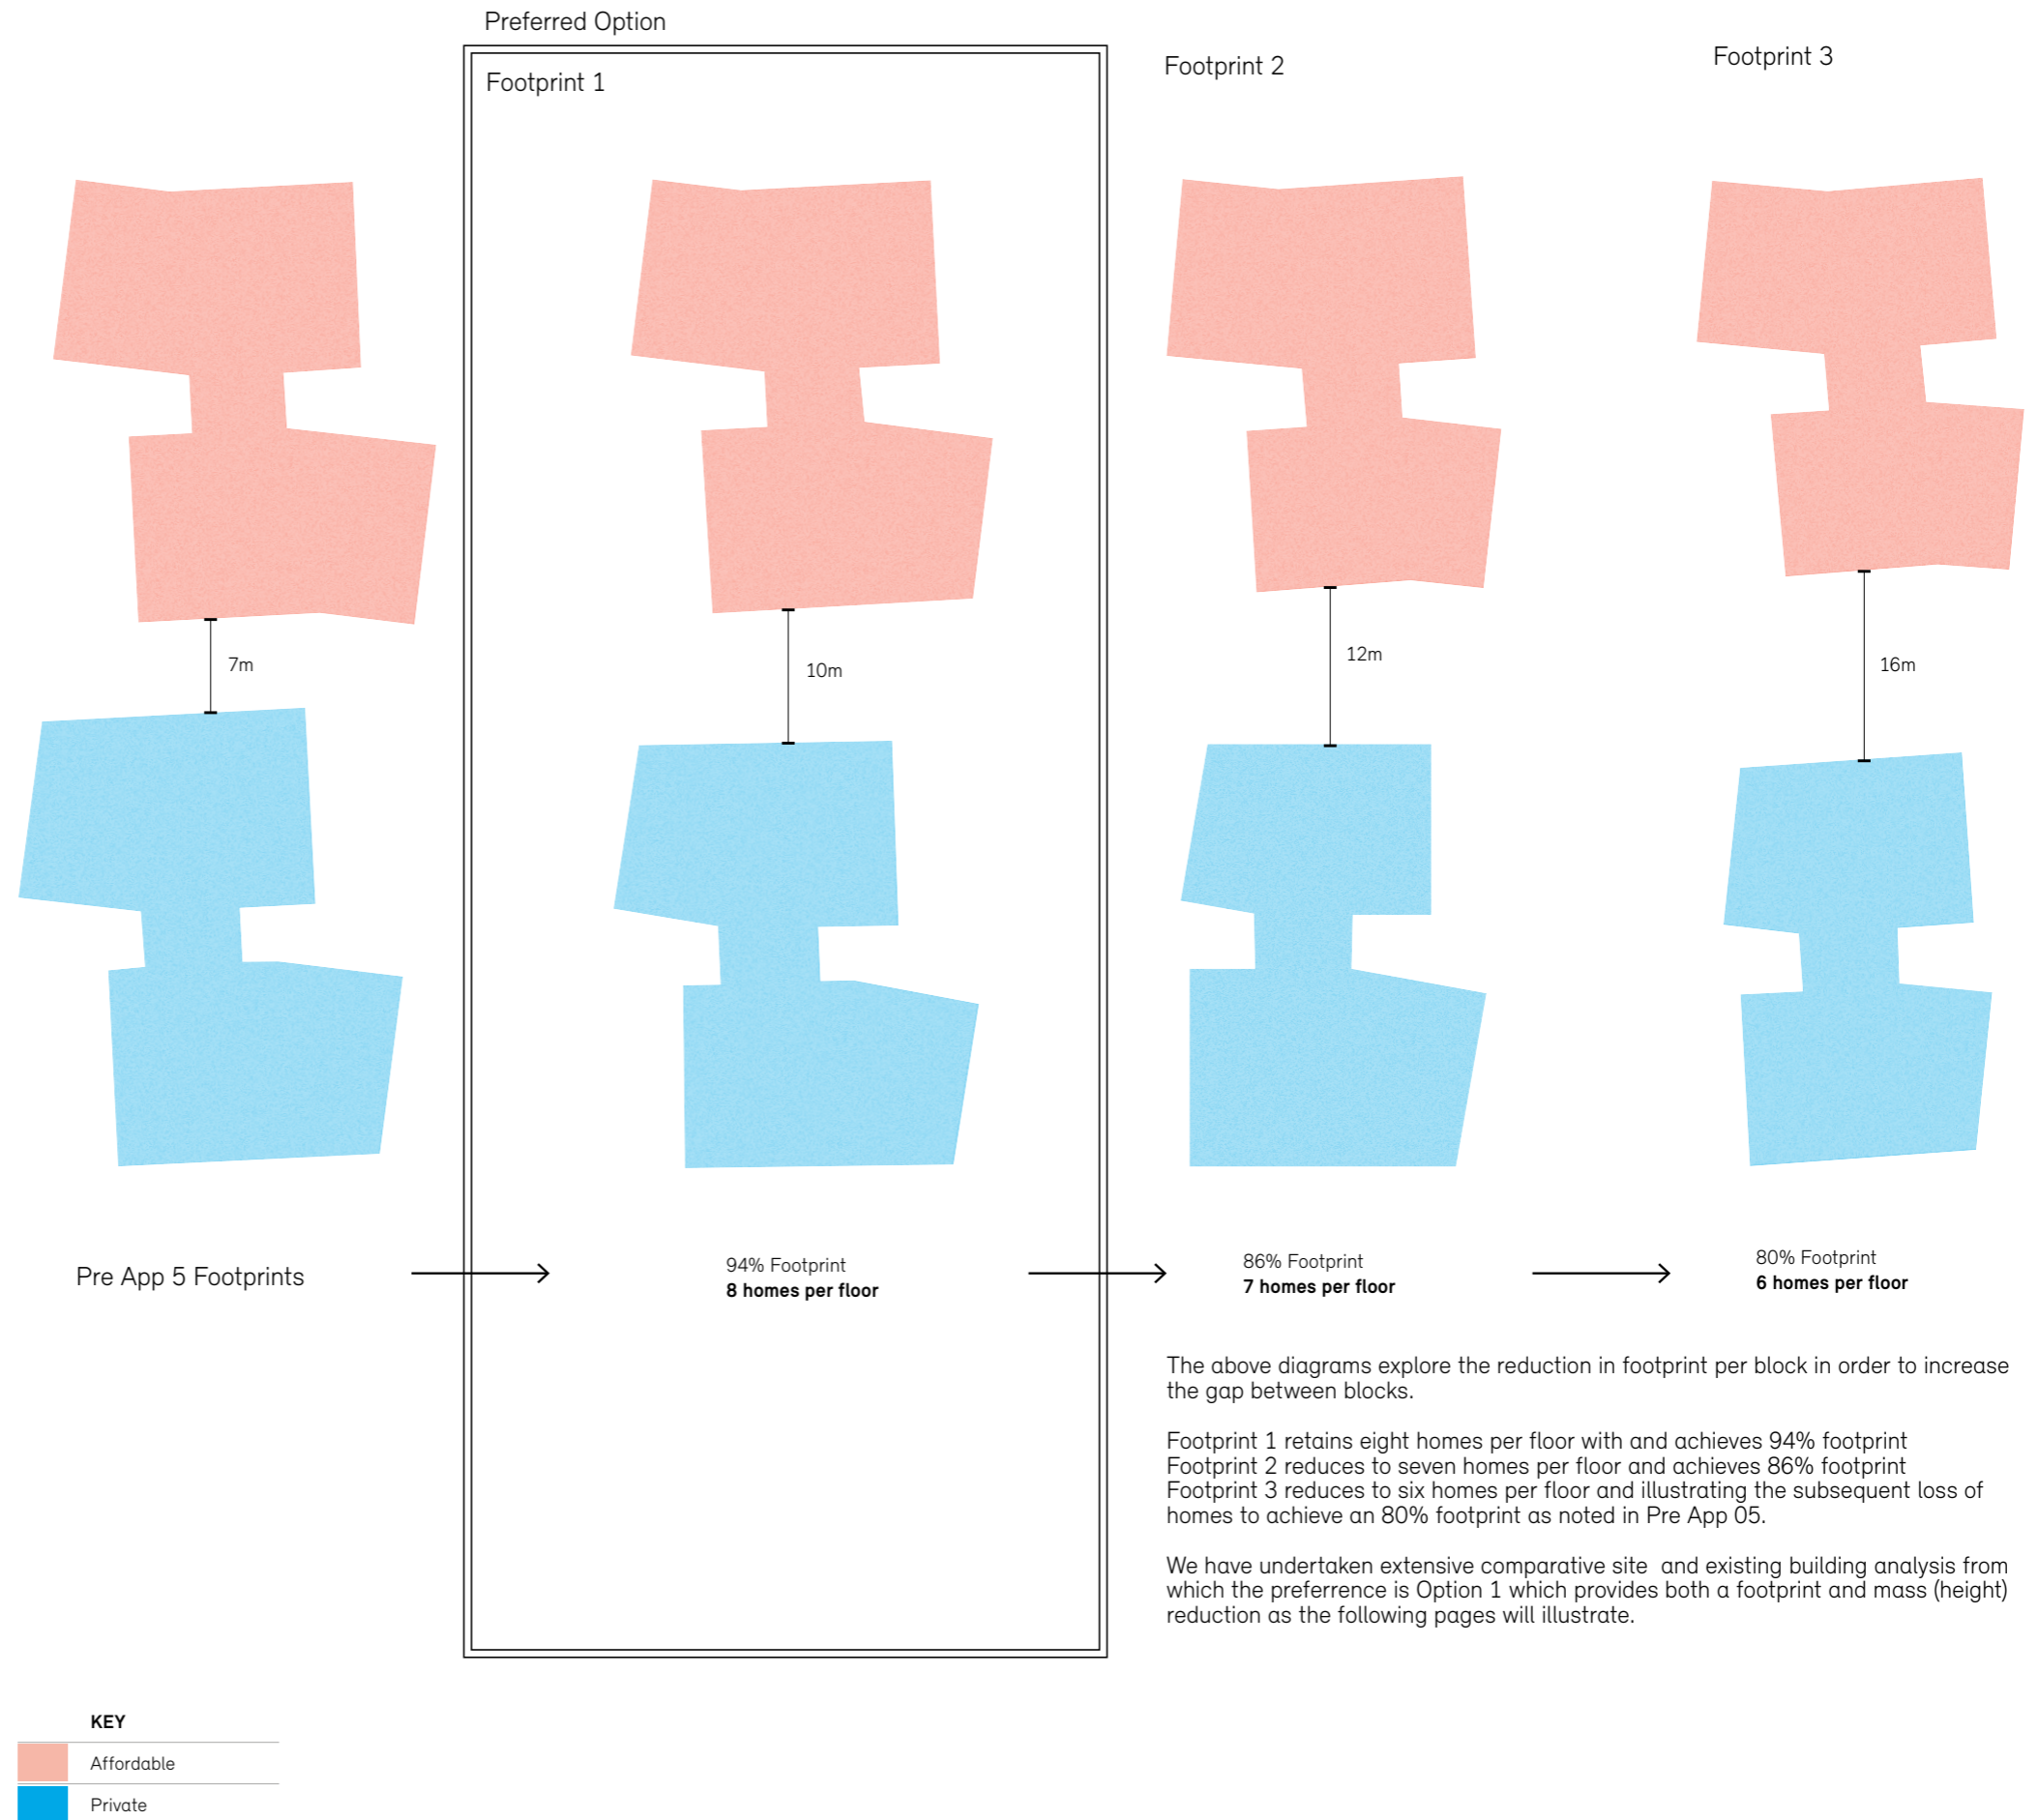 Preferred Option
Footprint 1
Footprint 2
Footprint 3
7m
10m
12m
16m
Pre App 5 Footprints
94% Footprint
8 homes per floor
86% Footprint
7 homes per floor
80% Footprint
6 homes per floor
The above diagrams explore the reduction in footprint per block in order to increase
the gap between blocks.
Footprint 1 retains eight homes per floor with and achieves 94% footprint
Footprint 2 reduces to seven homes per floor and achieves 86% footprint
Footprint 3 reduces to six homes per floor and illustrating the subsequent loss of
homes to achieve an 80% footprint as noted in Pre App 05.
We have undertaken extensive comparative site  and existing building analysis from
which the preferrence is Option 1 which provides both a footprint and mass (height)
reduction as the following pages will illustrate.
KEY
Affordable
Private